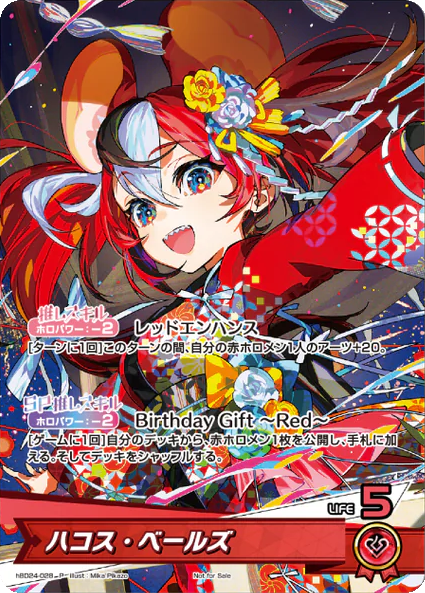 推しスキル
ホロパワー：-2
レッドエンハンス
[ターンに1回]このターンの間、自分の赤ホロメン1人のアーツ+20。
SP推しスキル
ホロパワー：-2
Birthday Gift ～Red～
[ゲームに1回]自分のデッキから、赤ホロメン1枚を公開し、手札に加
える。そしてデッキをシャッフルする。
LIFE 5
ハコス・ベールズ
hBD24-028-P Illust：Mika Pikazo Not for Sale